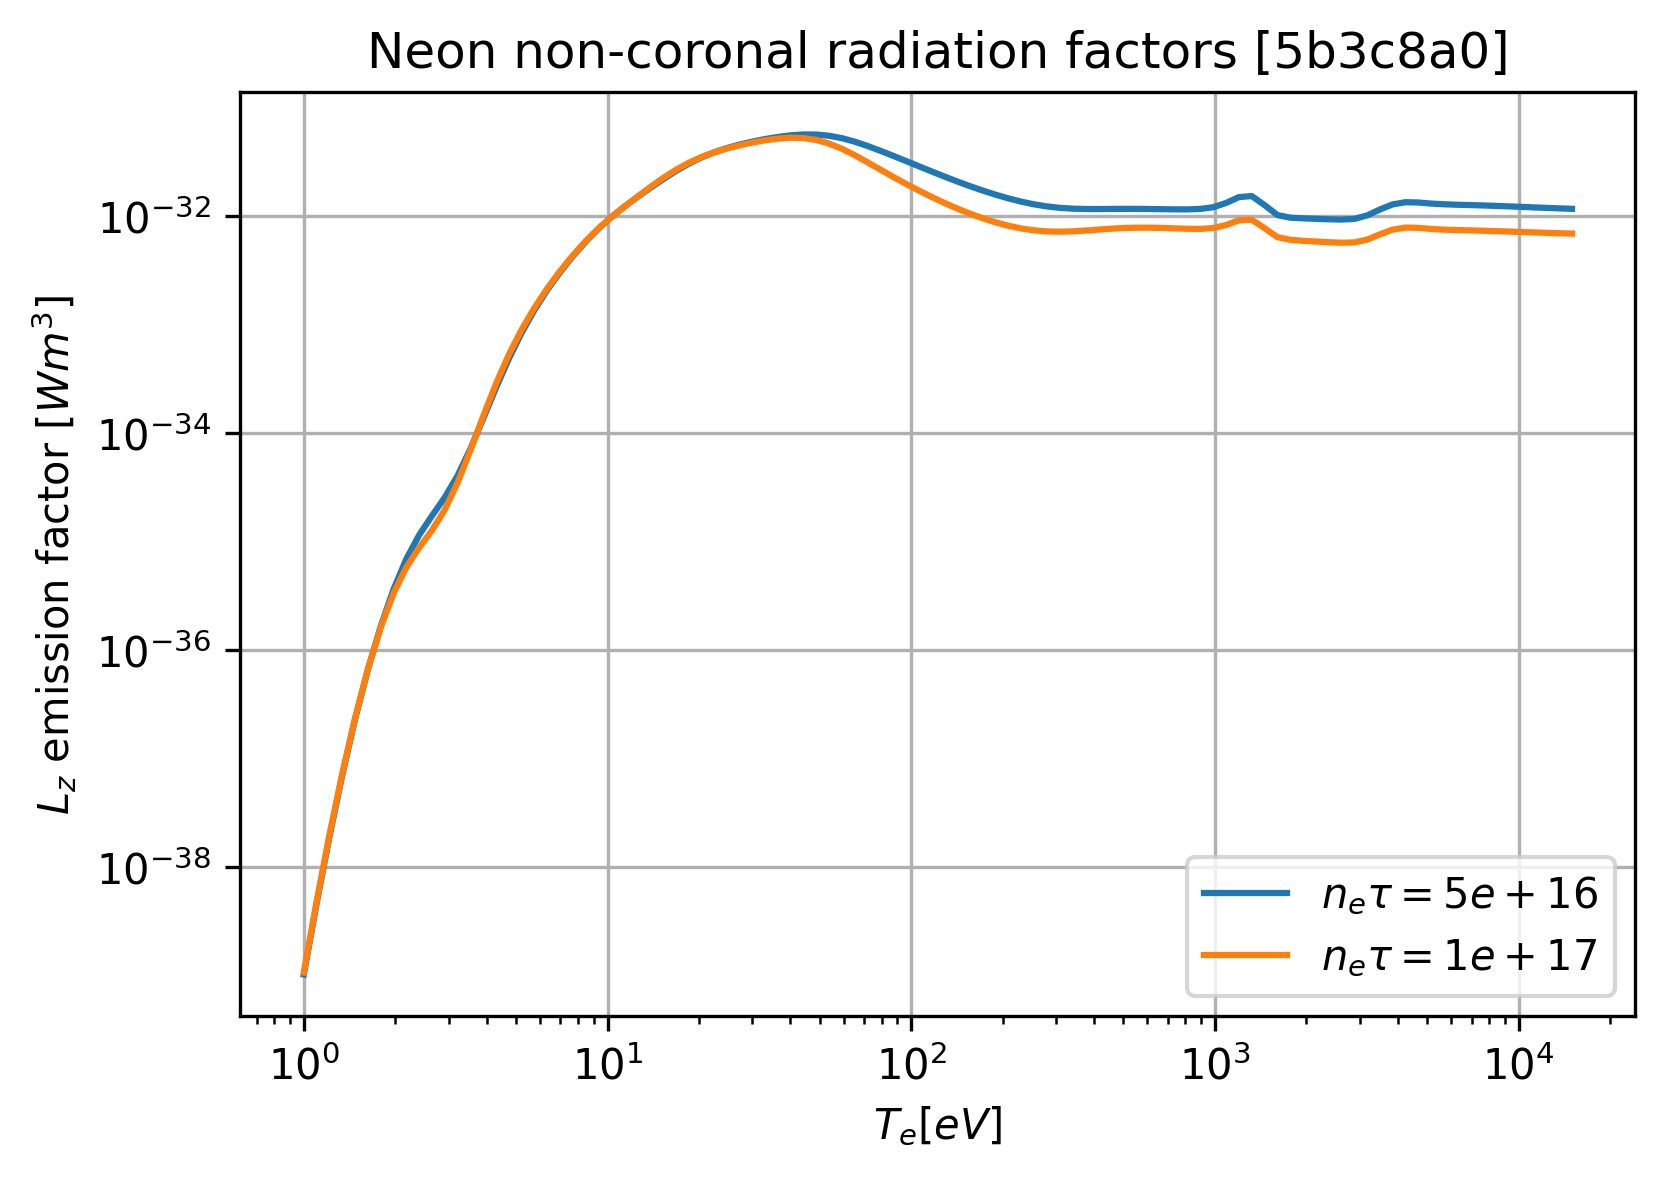 Neon non-coronal radiation factors [5b3c8a0]
L_z emission factor [Wm^3]
10^{-32}
10^{-34}
10^{-36}
10^{-38}
n_eτ = 5e + 16
n_eτ = 1e + 17
10^0 10^1 10^2 10^3 10^4
T_e[eV]